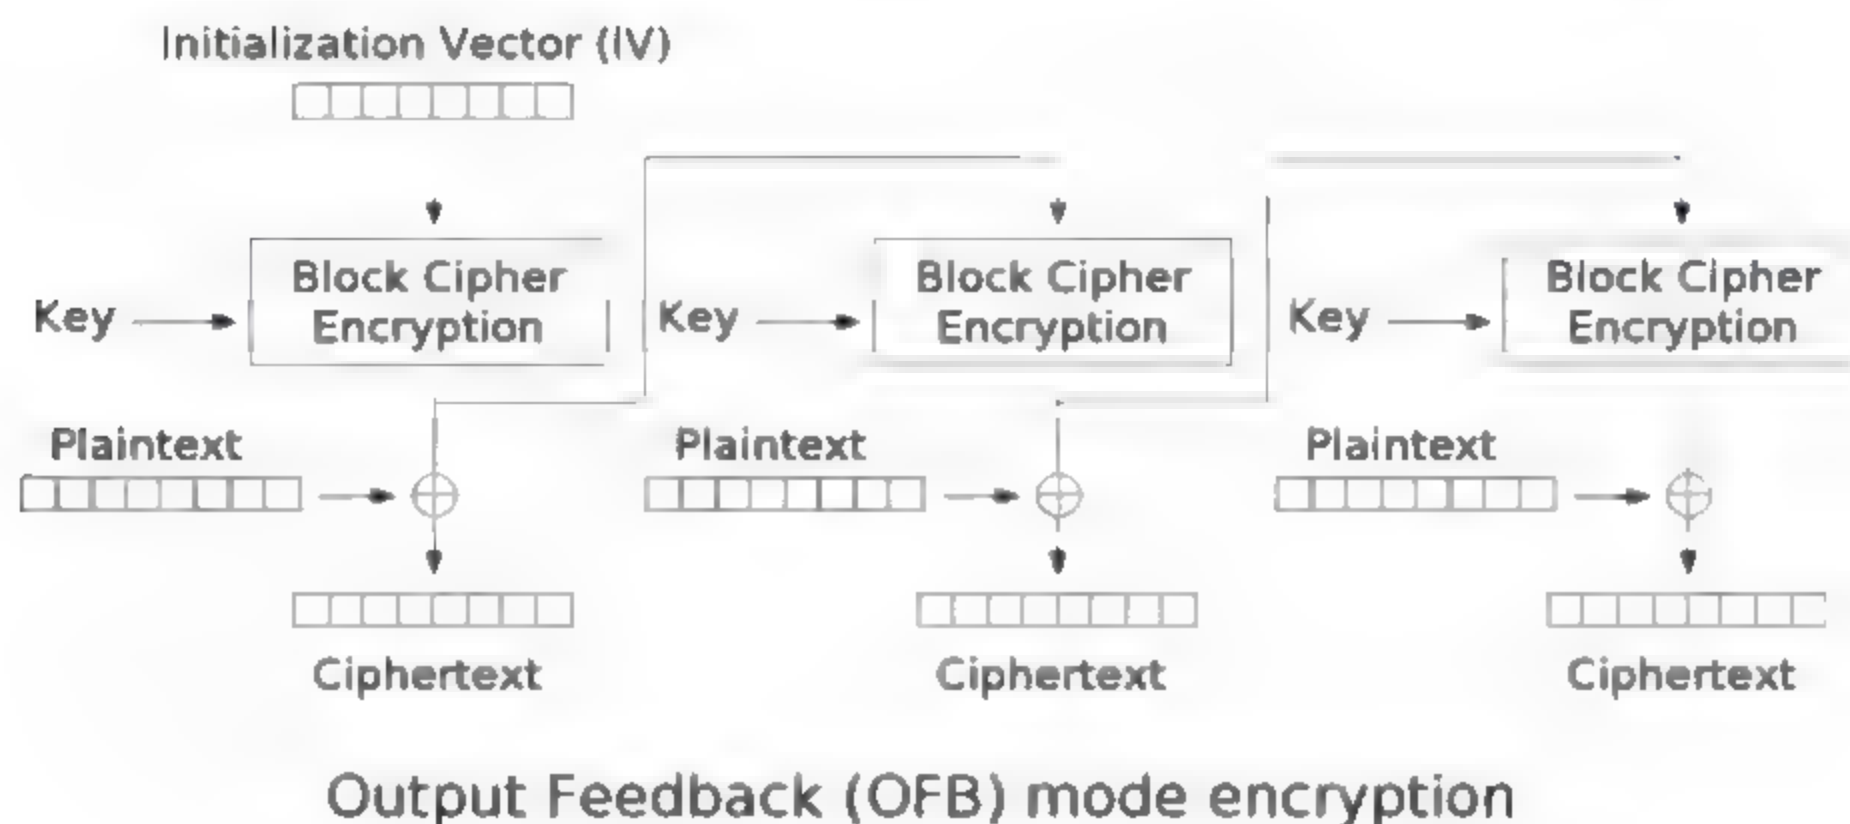 Initialization Vector (IV)
Block Cipher
Encryption
Key
Block Cipher
Encryption
Key
Block Cipher
Encryption
Key
Plaintext
Plaintext
Plaintext
Ciphertext
Ciphertext
Ciphertext
Output Feedback (OFB) mode encryption